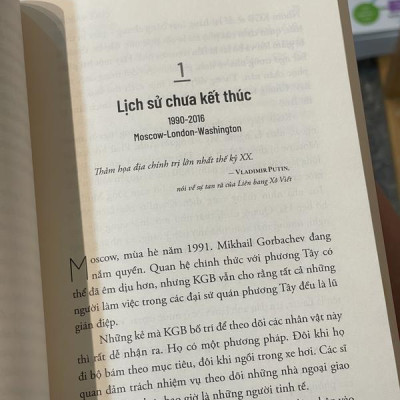 1
Lịch sử chưa kết thúc
1990-2016
Moscow-London-Washington
Thảm họa địa chính trị lớn nhất thế kỷ XX.
— VLADIMIR PUTIN,
nói về sự tan rã của Liên bang Xô Viết
Moscow, mùa hè năm 1991. Mikhail Gorbachev đang
nắm quyền. Quan hệ chính thức với phương Tây có
thể đã êm dịu hơn, nhưng KGB vẫn cho rằng tất cả những
người làm việc trong các đại sứ quán phương Tây đều là lũ
gián điệp.
Những kẻ mà KGB bố trí để theo dõi các nhân vật này
thì rất dễ nhận ra. Họ có một phương pháp. Đôi khi họ
đi bộ bám theo mục tiêu, đôi khi ngồi trong xe hơi. Các sĩ
quan đảm trách nhiệm vụ theo dõi những nhà ngoại giao
bao giờ là những người tinh tế.